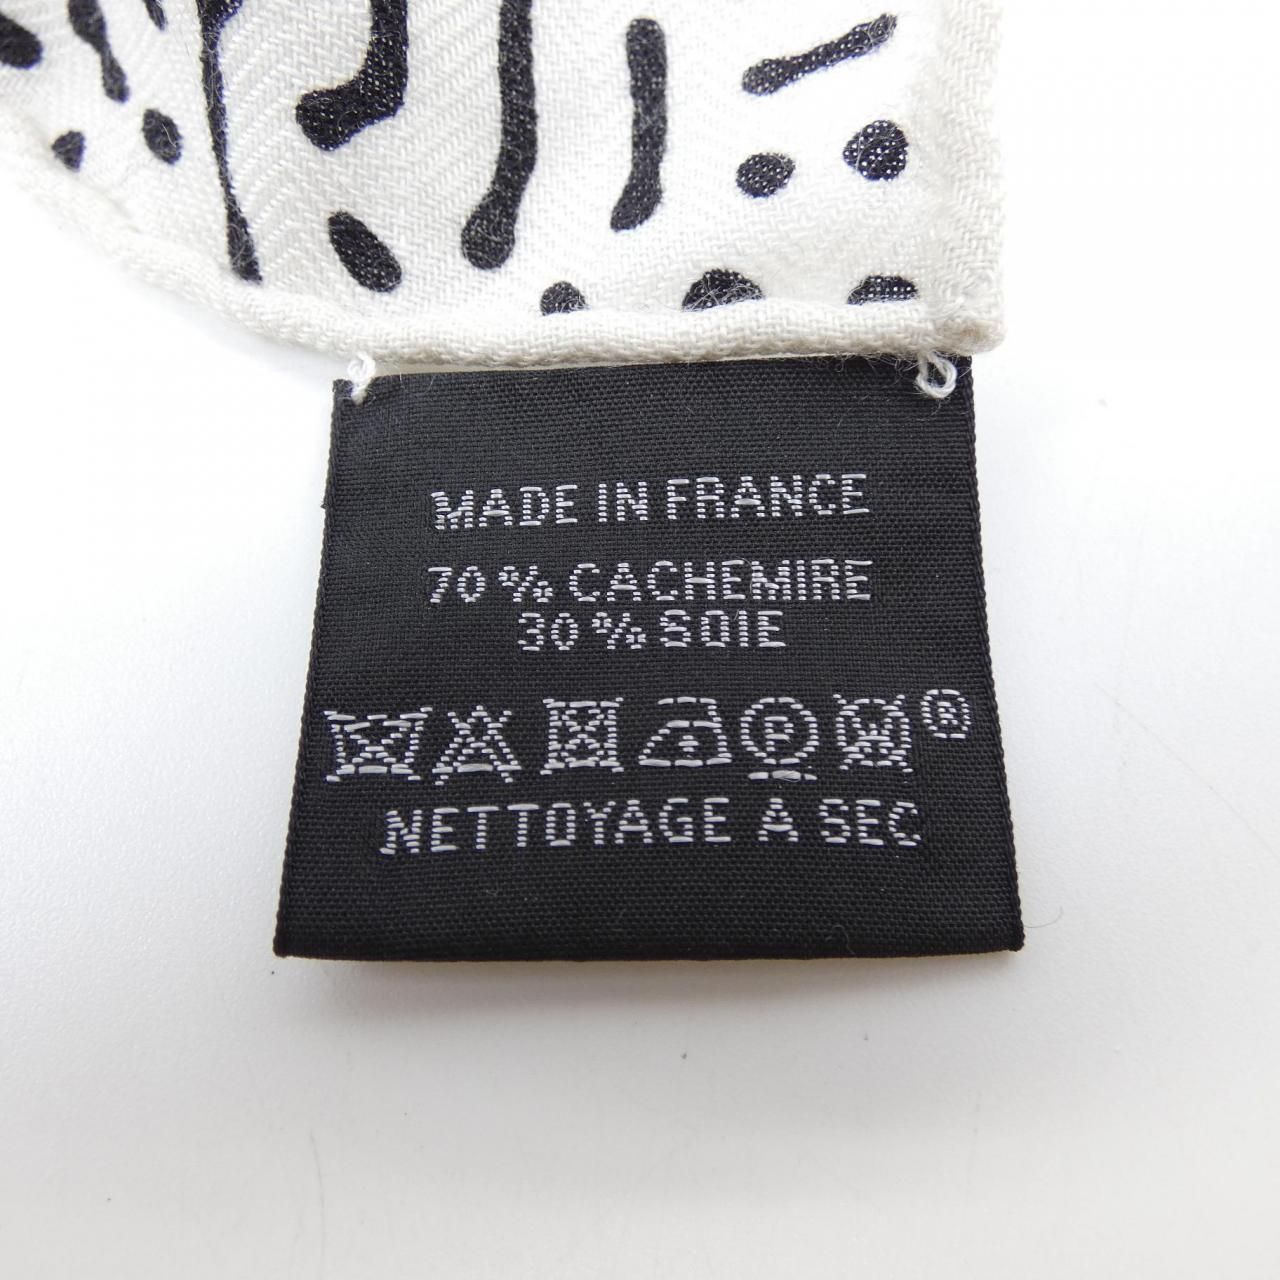 MADE IN FRANCE
70 % CACHEMIRE
30 % SOIE
P W ®
NETTOYAGE A SEC